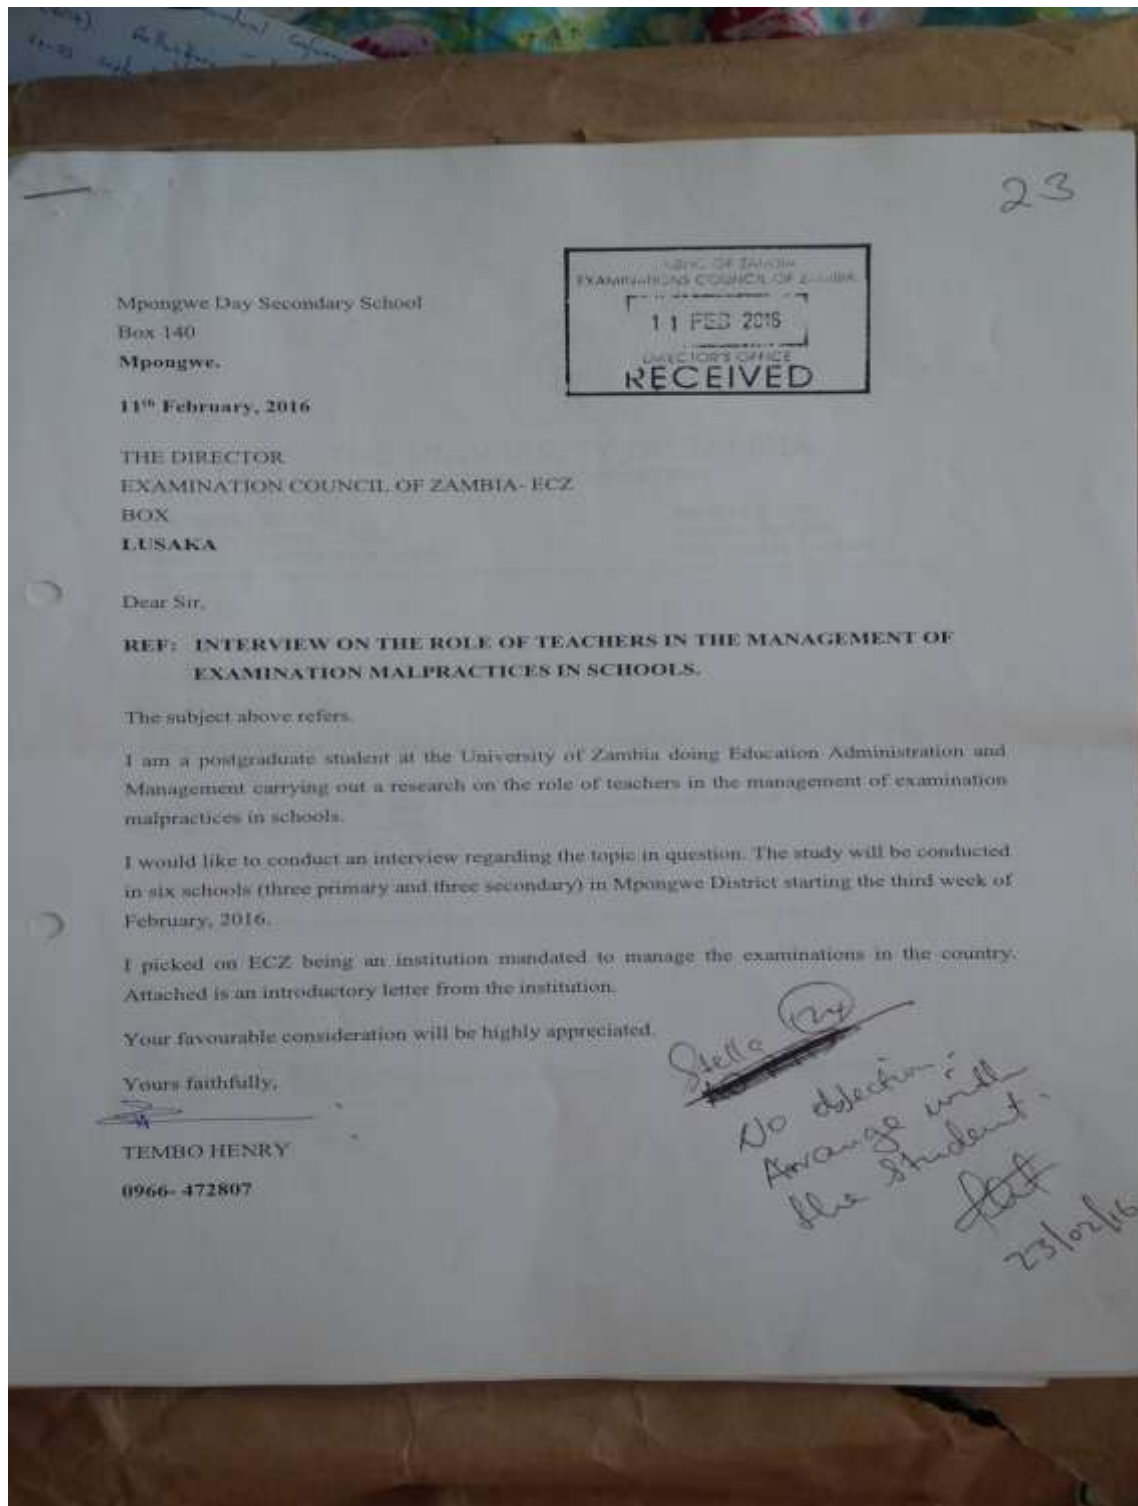 23
OF ZAMBIA
EXAMINATIONS COUNCIL OF ZAMBIA
11 FEB 2016
DIRECTOR'S OFFICE
RECEIVED
Mpongwe Day Secondary School
Box 140
Mpongwe.
11th February, 2016
THE DIRECTOR
EXAMINATION COUNCIL OF ZAMBIA- ECZ
BOX
LUSAKA
Dear Sir,
REF: INTERVIEW ON THE ROLE OF TEACHERS IN THE MANAGEMENT OF
EXAMINATION MALPRACTICES IN SCHOOLS.
The subject above refers.
I am a postgraduate student at the University of Zambia doing Education Administration and
Management carrying out a research on the role of teachers in the management of examination
malpractices in schools.
I would like to conduct an interview regarding the topic in question. The study will be conducted
in six schools (three primary and three secondary) in Mpongwe District starting the third week of
February, 2016.
I picked on ECZ being an institution mandated to manage the examinations in the country.
Attached is an introductory letter from the institution.
Your favourable consideration will be highly appreciated.
Yours faithfully,
TEMBO HENRY
0966- 472807
Stella
No objection;
Arrange with
the student.
23/02/16